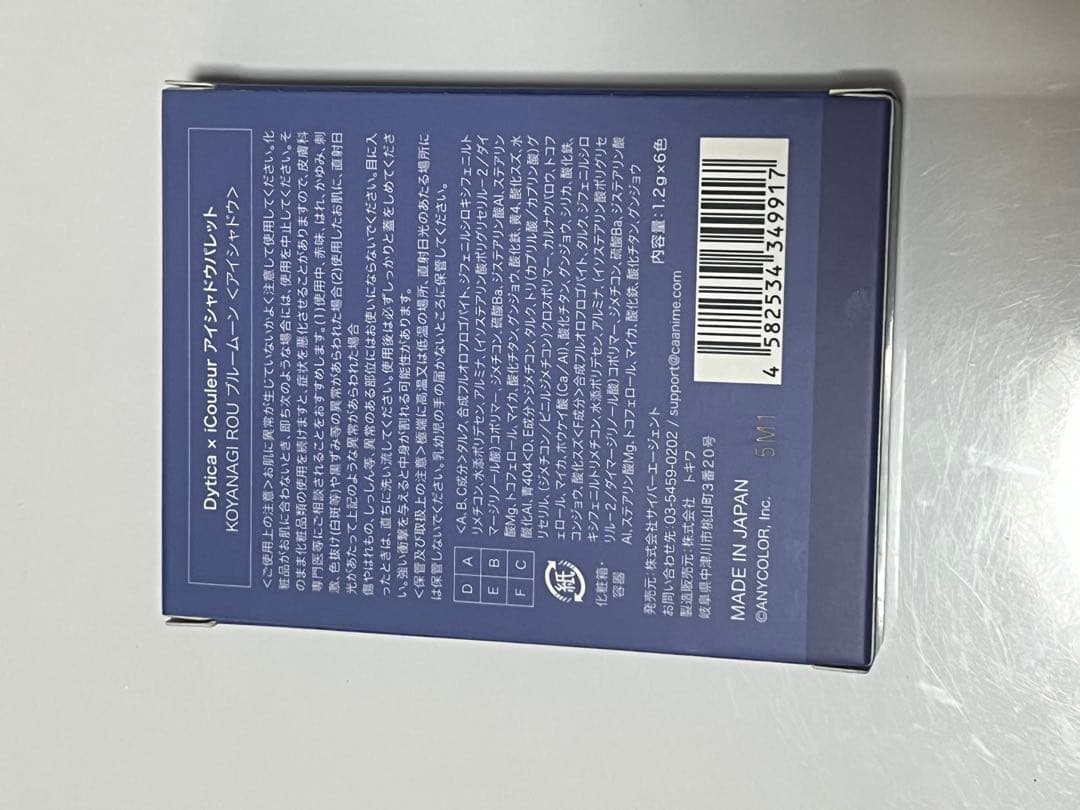 Dytica × iCouleur アイシャドウパレット
KOYANAGI ROU ブルームーン <アイシャドウ>
<ご使用上の注意>お肌に異常が生じていないかよく注意して使用してください。化
粧品がお肌に合わないとき、即ち次のような場合には、使用を中止してください。そ
のまま化粧品類の使用を続けますと、症状を悪化させることがありますので、皮膚科
専門医等にご相談されることをおすすめします。(1)使用中、赤味、はれ、かゆみ、刺
激、色抜け(白斑等)や黒ずみ等の異常があらわれた場合(2)使用したお肌に、直射日
光があたって上記のような異常があらわれた場合
傷やはれもの、しっしん等、異常のある部位にはお使いにならないでください。目に入
ったときは、直ちに洗い流してください。使用後は必ずしっかりと蓋をしめてくださ
い。強い衝撃を与えると中身が割れる可能性があります。
<保管及び取扱上の注意>極端に高温又は低温の場所、直射日光のあたる場所に
は保管しないでください。乳幼児の手の届かないところに保管してください。
D A
E B
F C
<A、B、C成分>タルク、合成フルオロフロゴパイト、ジフェニルシロキシフェニルト
リメチコン、水添ポリデセン、アルミナ、(イソステアリン酸ポリグリセリル－2／ダイ
マージリノール酸)コポリマー、ジメチコン、硫酸Ba、ジステアリン酸Al、ステアリン
酸Mg、トコフェロール、マイカ、酸化チタン、グンジョウ、酸化鉄、黄4、酸化スズ、水
酸化Al、青404<D、E成分>ジメチコン、タルク、トリ(カプリル酸／カプリン酸)グ
リセリル、(ジメチコン／ビニルジメチコン)クロスポリマー、カルナウバロウ、トコフ
ェロール、マイカ、ホウケイ酸(Ca／Al)、酸化チタン、グンジョウ、シリカ、酸化鉄、
コンジョウ、酸化スズ<F成分>合成フルオロフロゴパイト、タルク、ジフェニルシロ
キシフェニルトリメチコン、水添ポリデセン、アルミナ、(イソステアリン酸ポリグリセ
リル－2／ダイマージリノール酸)コポリマー、ジメチコン、硫酸Ba、ジステアリン酸
Al、ステアリン酸Mg、トコフェロール、マイカ、酸化鉄、酸化チタン、グンジョウ
紙
化粧箱・
容器
内容量:1.2g×6色
発売元:株式会社サイバーエージェント
お問い合わせ先:03-5459-0202 / support@caanime.com
製造販売元:株式会社 トキワ
岐阜県中津川市桃山町3番20号
MADE IN JAPAN
©ANYCOLOR, Inc.
5M1
4 582534 349917